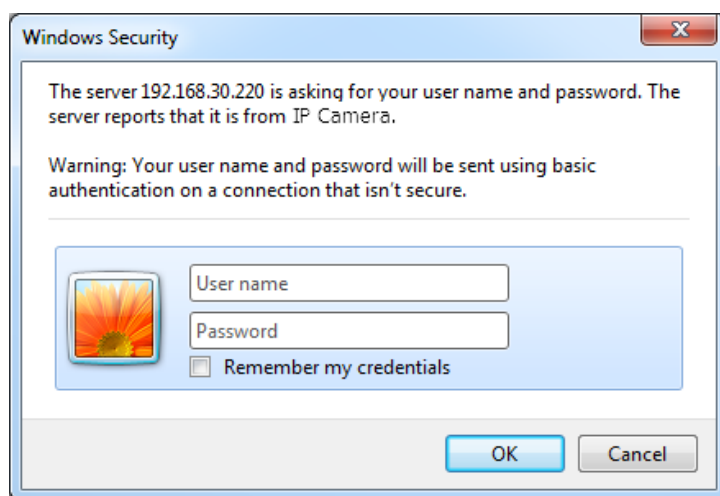 Windows Security
The server 192.168.30.220 is asking for your user name and password. The
server reports that it is from IP Camera.
Warning: Your user name and password will be sent using basic
authentication on a connection that isn't secure.
User name
Password
Remember my credentials
OK
Cancel